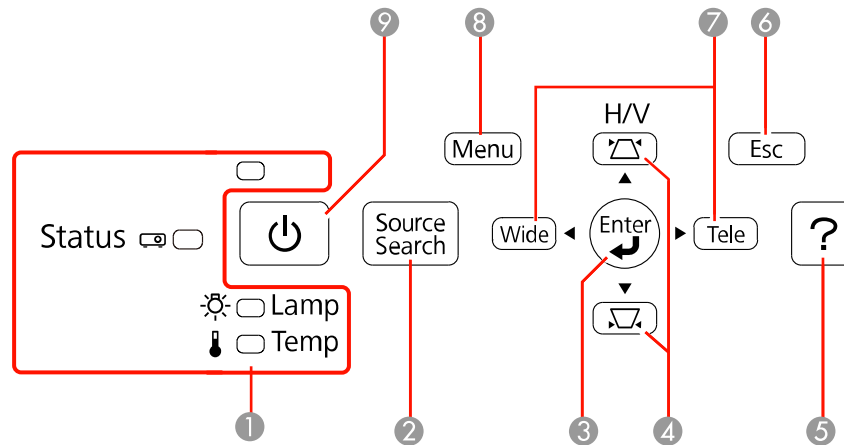 9
8
7
6
H/V
Menu
Esc
Status
Source
Search
Wide
Enter
Tele
?
Lamp
Temp
1
2
3
4
5